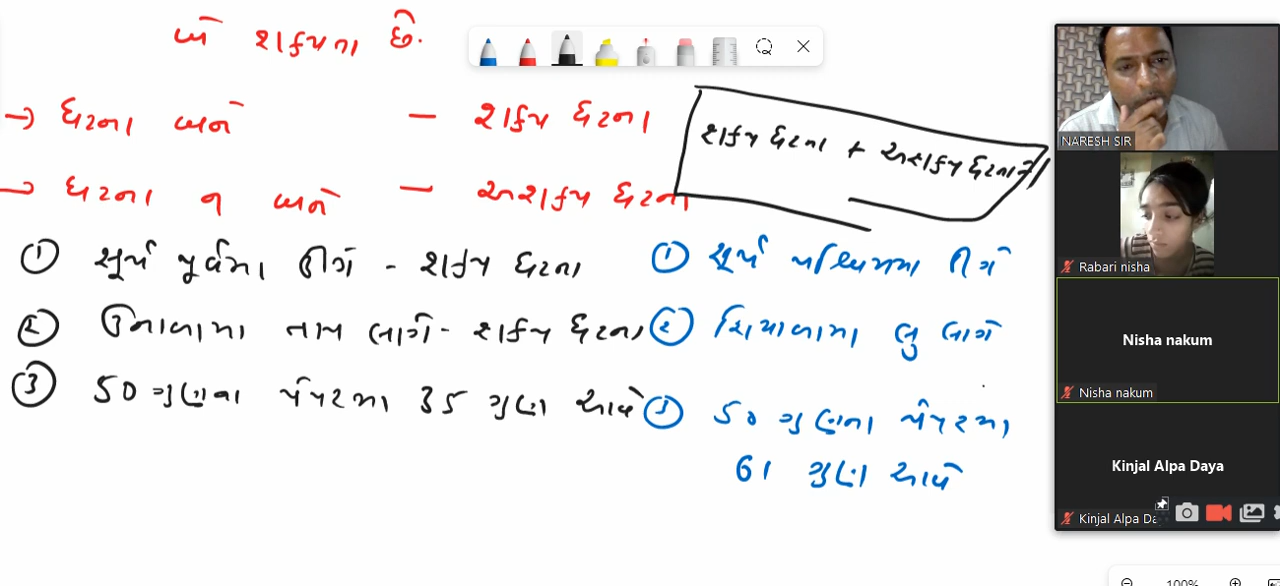 એ શક્યતા છે.
→ ઘટના બને — શક્ય ઘટના
શક્ય ઘટના + અશક્ય ઘટના
→ ઘટના ન બને — અશક્ય ઘટના
① સૂર્ય પૂર્વમા ઊગે - શક્ય ઘટના
② ઉનાળામા તાપ લાગે - શક્ય ઘટના
③ 50 ગુણના પેપરમા 35 ગુણ આવે
① સૂર્ય પશ્ચિમમા ઊગે
② શિયાળામા લુ લાગે
③ 50 ગુણના પેપરમા
61 ગુણ આવે
NARESH SIR
Rabari nisha
Nisha nakum
Nisha nakum
Kinjal Alpa Daya
Kinjal Alpa Da
100%